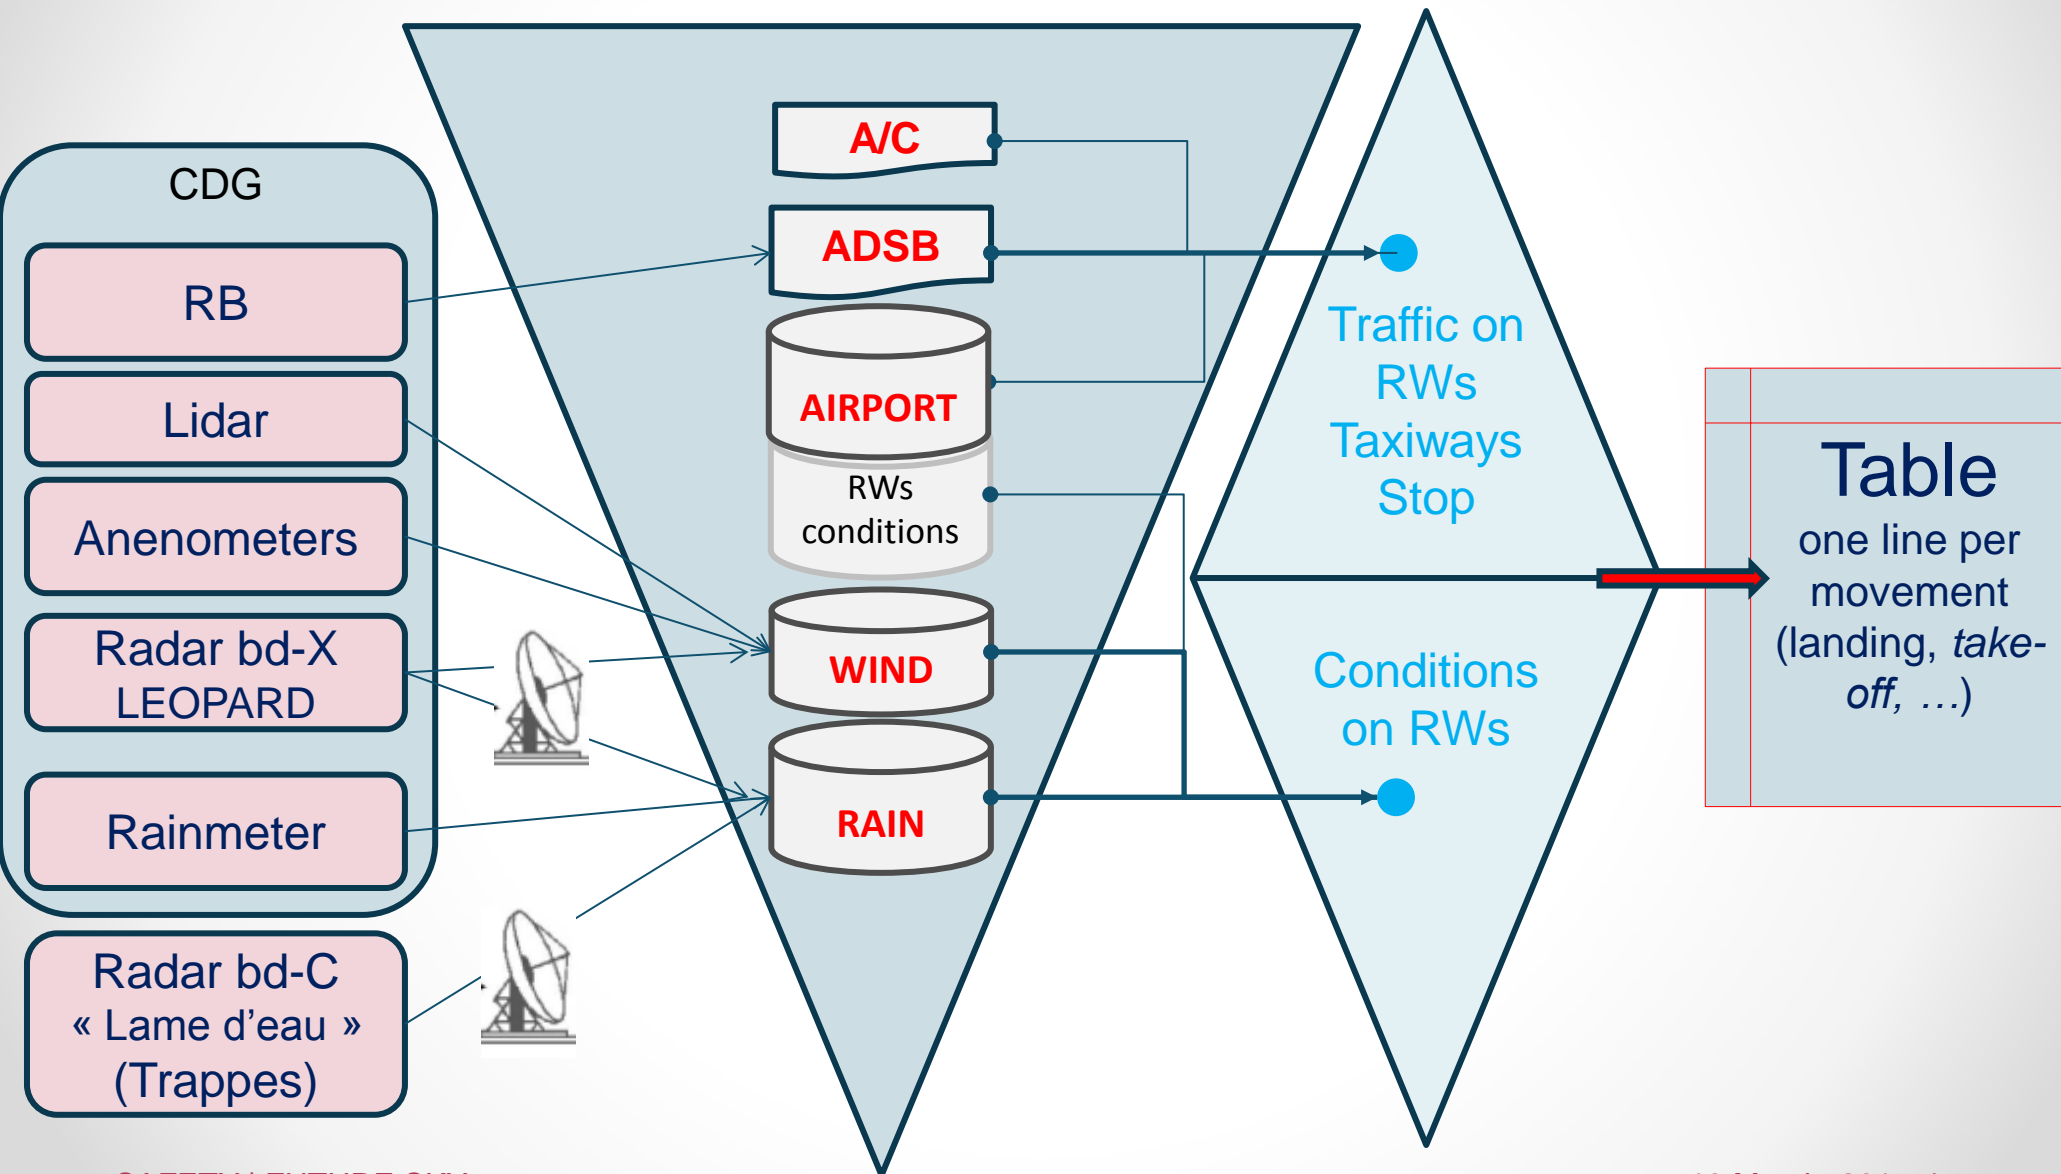 CDG
RB
Lidar
Anenometers
Radar bd-X
LEOPARD
Rainmeter
Radar bd-C
« Lame d'eau »
(Trappes)
A/C
ADSB
AIRPORT
RWs
conditions
WIND
RAIN
Traffic on
RWs
Taxiways
Stop
Conditions
on RWs
Table
one line per
movement
(landing, take-
off, …)